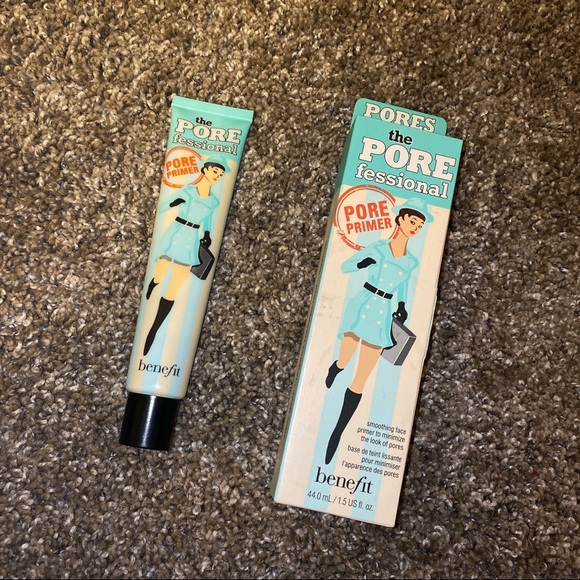 the
PORE
fessional
PORE
PRIMER
benefit
PORES
the
PORE
fessional
PORE
PRIMER
smoothing face
primer to minimize
the look of pores
base de teint lissante
pour minimiser
l'apparence des pores
benefit
44.0 mL / 1.5 US fl. oz.